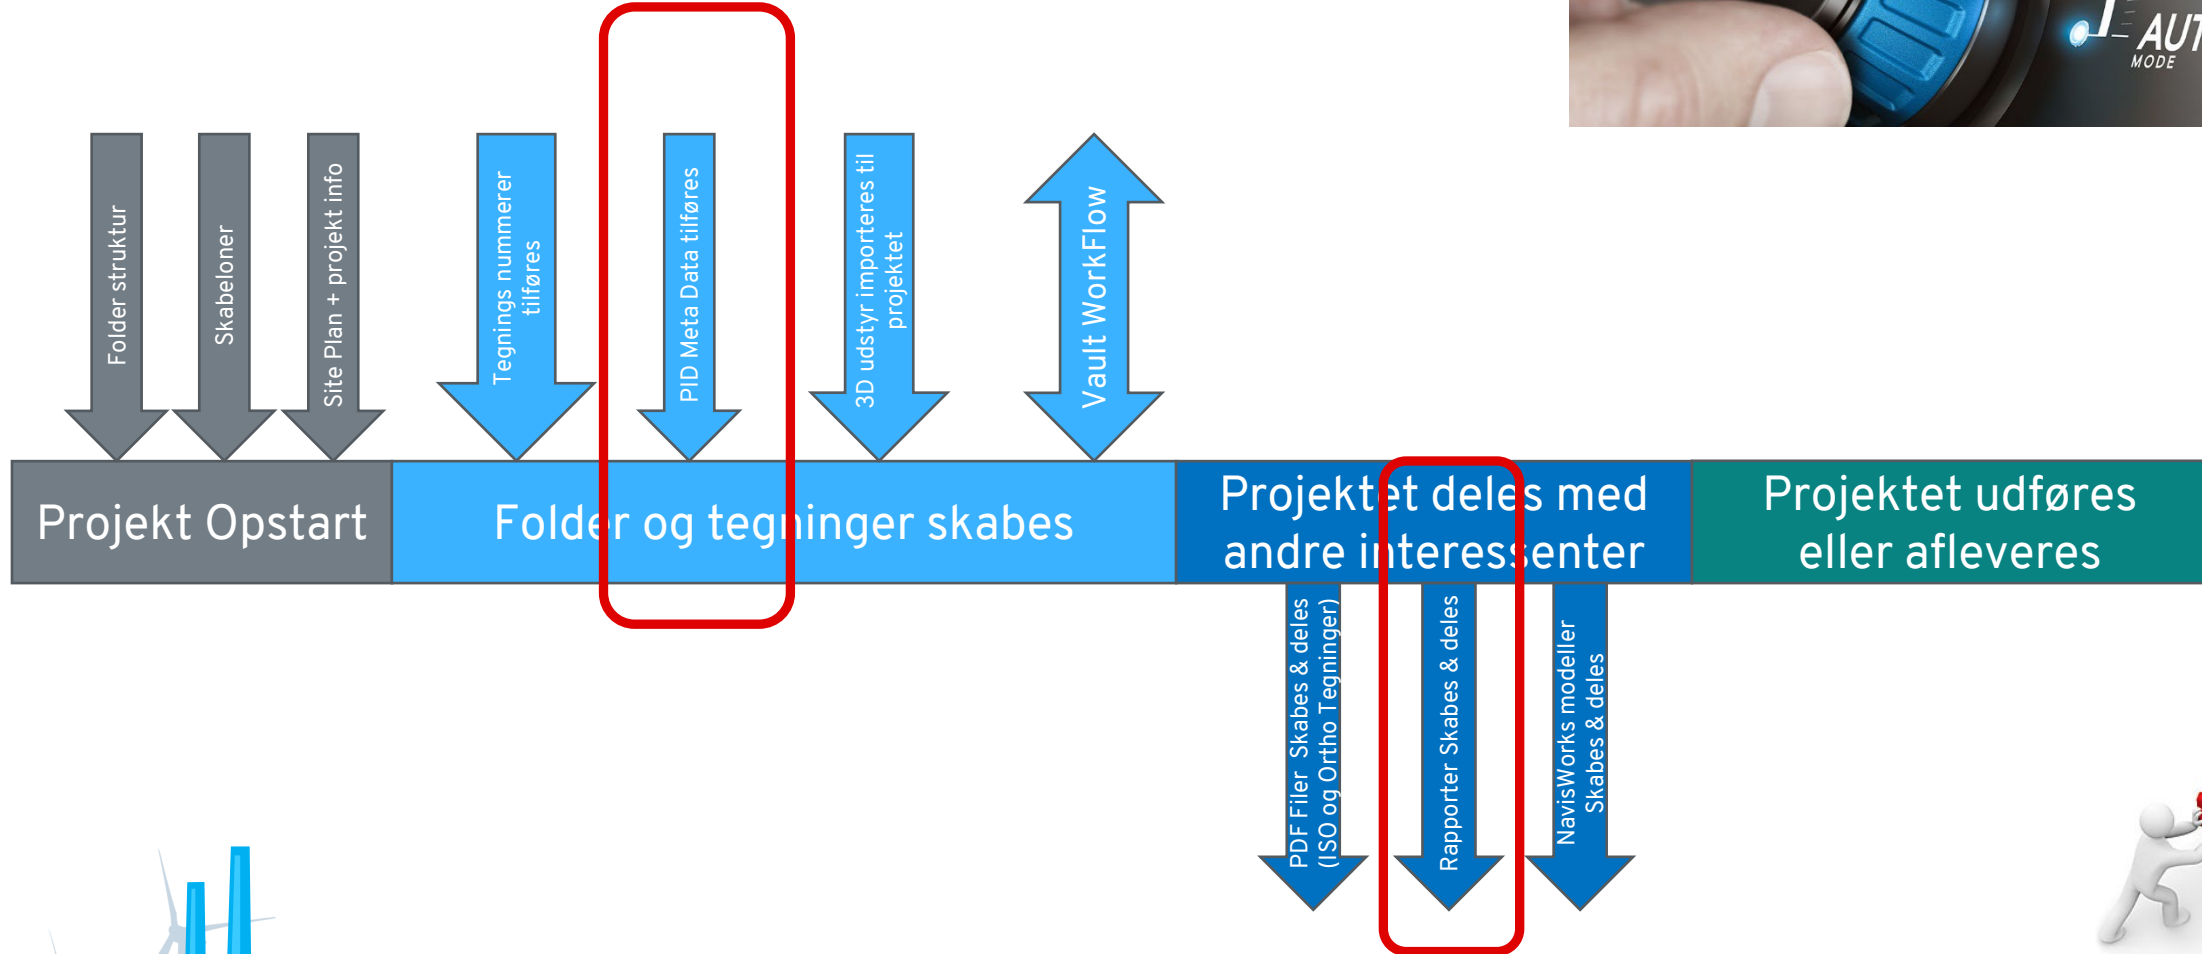 AUT
MODE
Folder struktur
Skabeloner
Site Plan + projekt info
Tegnings nummerer
tilføres
PID Meta Data tilføres
3D udstyr importeres til
projektet
Vault WorkFlow
Projekt Opstart
Folder og tegninger skabes
Projektet deles med
andre interessenter
Projektet udføres
eller afleveres
PDF Filer Skabes & deles
(ISO og Ortho Tegninger)
Rapporter Skabes & deles
NavisWorks modeller
Skabes & deles